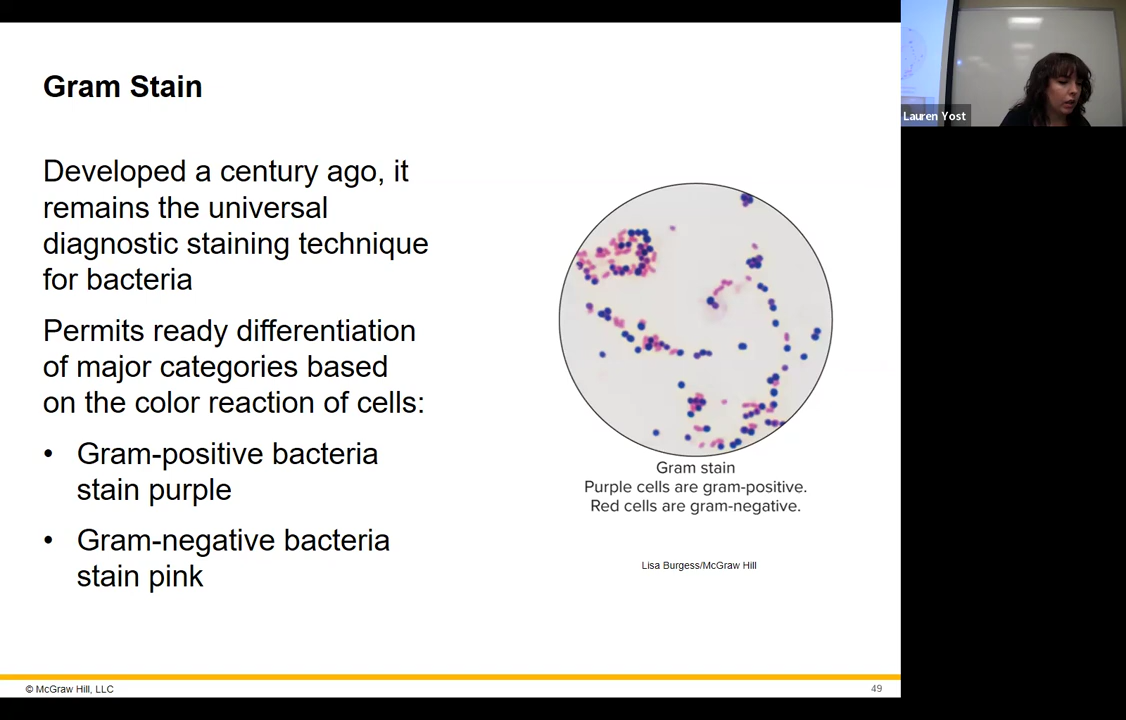 Gram Stain
Developed a century ago, it
remains the universal
diagnostic staining technique
for bacteria
Permits ready differentiation
of major categories based
on the color reaction of cells:
• Gram-positive bacteria
stain purple
• Gram-negative bacteria
stain pink
Gram stain
Purple cells are gram-positive.
Red cells are gram-negative.
Lisa Burgess/McGraw Hill
© McGraw Hill, LLC
49
Lauren Yost